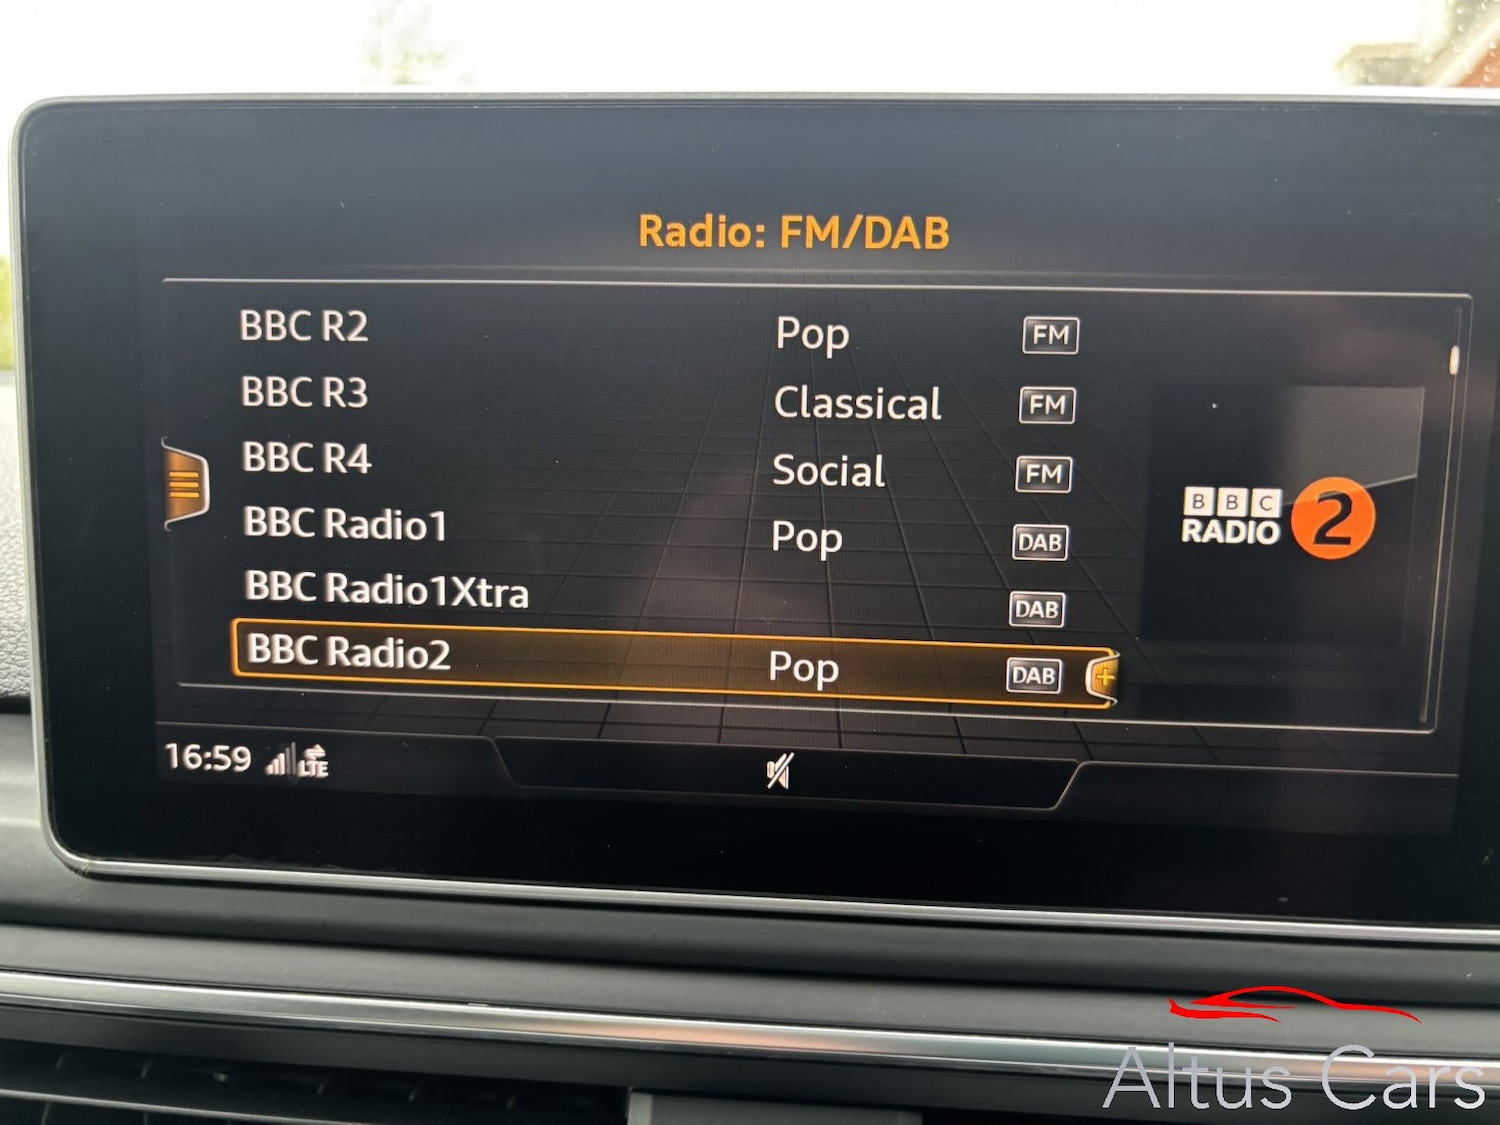 Radio: FM/DAB
BBC R2 Pop FM
BBC R3 Classical FM
BBC R4 Social FM
BBC Radio1 Pop DAB
BBC Radio1Xtra DAB
BBC Radio2 Pop DAB
BBC
RADIO 2
16:59 LTE
Altus Cars